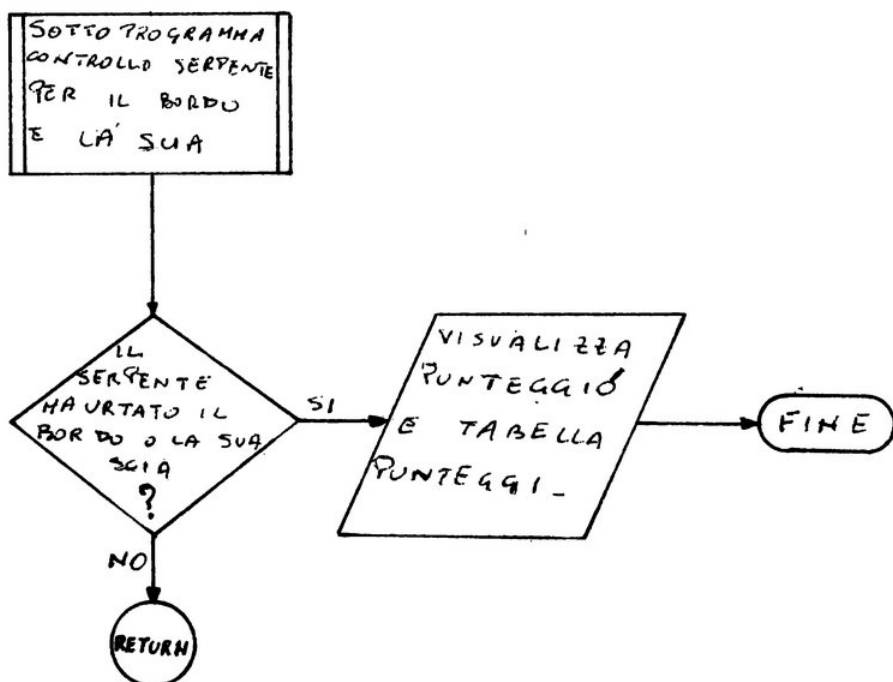 SOTTO PROGRAMMA
CONTROLLO SERPENTE
PER IL BORDO
E LA SUA
IL
SERPENTE
HA URTATO IL
BORDO O LA SUA
SCIA
?
SI
NO
RETURN
VISUALIZZA
PUNTEGGIO
E TABELLA
PUNTEGGI_
FINE